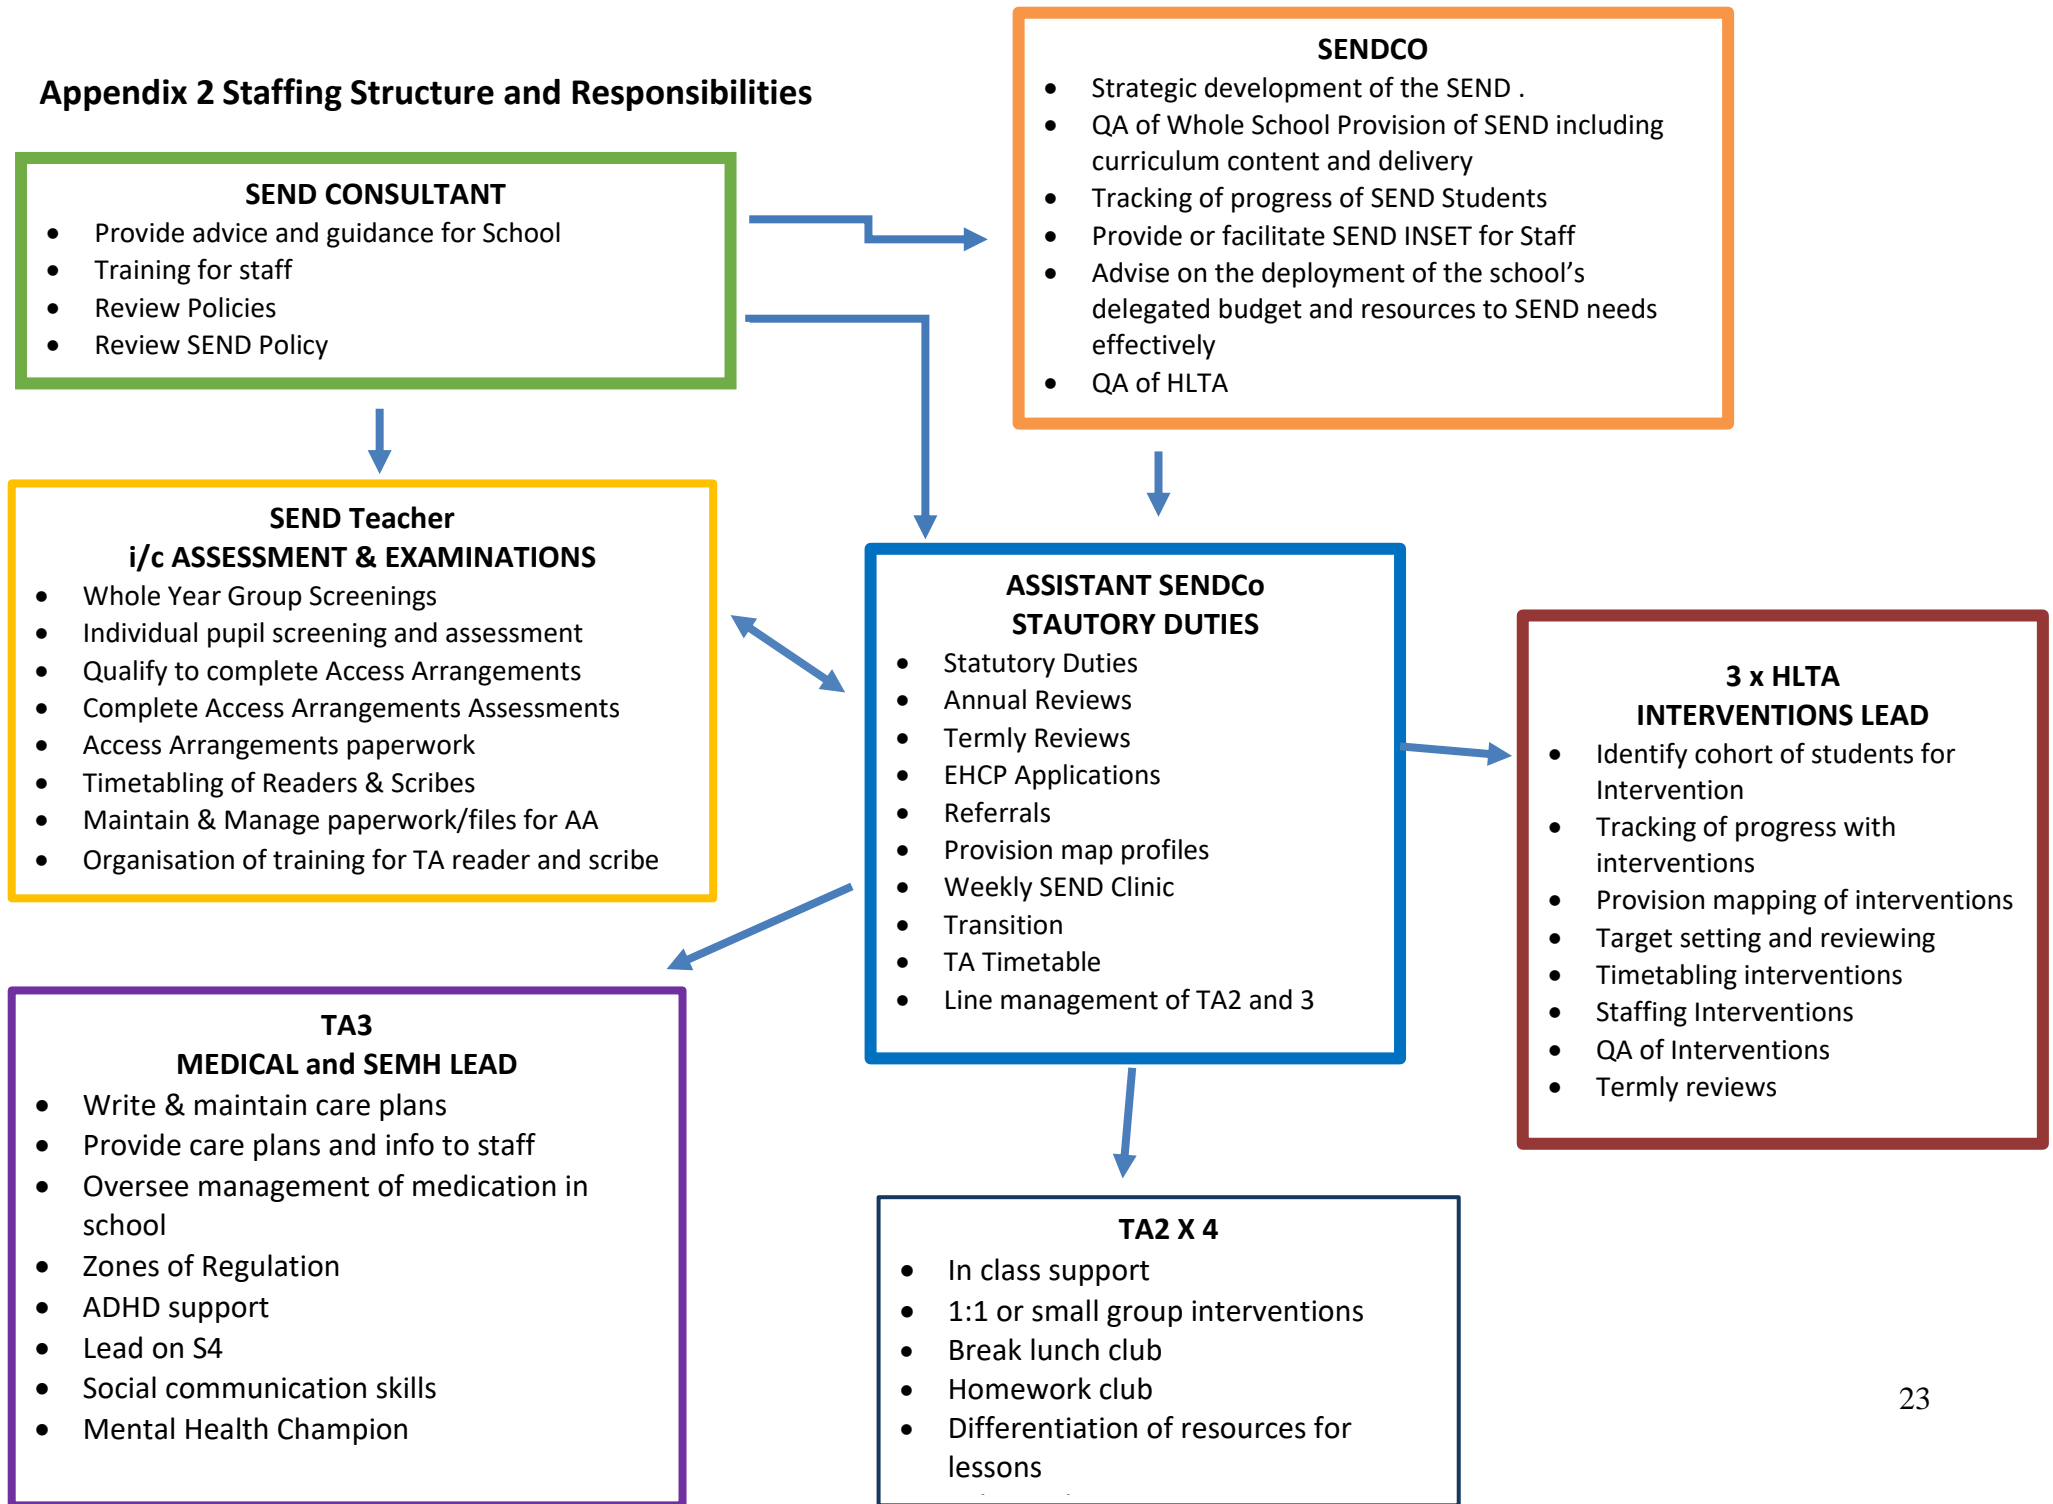 Appendix 2 Staffing Structure and Responsibilities
SEND CONSULTANT
• Provide advice and guidance for School
• Training for staff
• Review Policies
• Review SEND Policy
SENDCO
• Strategic development of the SEND .
• QA of Whole School Provision of SEND including
curriculum content and delivery
• Tracking of progress of SEND Students
• Provide or facilitate SEND INSET for Staff
• Advise on the deployment of the school’s
delegated budget and resources to SEND needs
effectively
• QA of HLTA
SEND Teacher
i/c ASSESSMENT & EXAMINATIONS
• Whole Year Group Screenings
• Individual pupil screening and assessment
• Qualify to complete Access Arrangements
• Complete Access Arrangements Assessments
• Access Arrangements paperwork
• Timetabling of Readers & Scribes
• Maintain & Manage paperwork/files for AA
• Organisation of training for TA reader and scribe
ASSISTANT SENDCo
STAUTORY DUTIES
• Statutory Duties
• Annual Reviews
• Termly Reviews
• EHCP Applications
• Referrals
• Provision map profiles
• Weekly SEND Clinic
• Transition
• TA Timetable
• Line management of TA2 and 3
3 x HLTA
INTERVENTIONS LEAD
• Identify cohort of students for
Intervention
• Tracking of progress with
interventions
• Provision mapping of interventions
• Target setting and reviewing
• Timetabling interventions
• Staffing Interventions
• QA of Interventions
• Termly reviews
TA3
MEDICAL and SEMH LEAD
• Write & maintain care plans
• Provide care plans and info to staff
• Oversee management of medication in
school
• Zones of Regulation
• ADHD support
• Lead on S4
• Social communication skills
• Mental Health Champion
TA2 X 4
• In class support
• 1:1 or small group interventions
• Break lunch club
• Homework club
• Differentiation of resources for
lessons
23